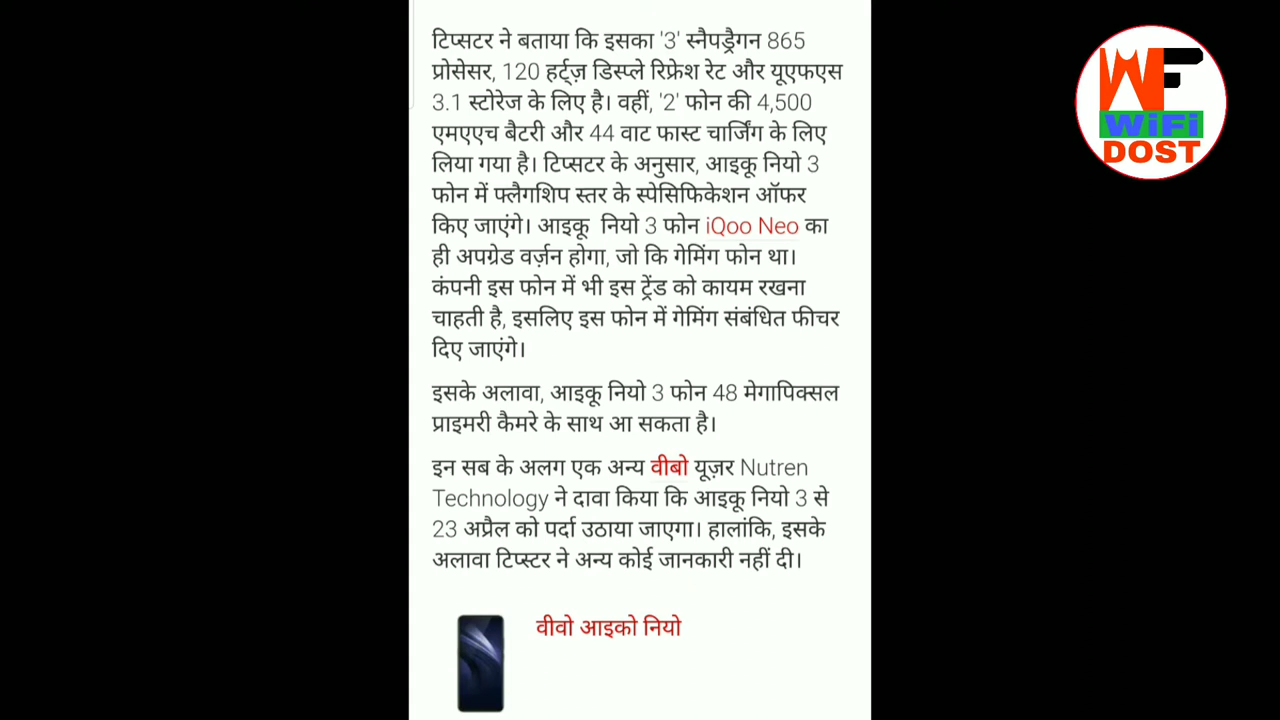 टिप्सटर ने बताया कि इसका '3' स्नैपड्रैगन 865
प्रोसेसर, 120 हर्ट्ज़ डिस्प्ले रिफ्रेश रेट और यूएफएस
3.1 स्टोरेज के लिए है। वहीं, '2' फोन की 4,500
एमएएच बैटरी और 44 वाट फास्ट चार्जिंग के लिए
लिया गया है। टिप्सटर के अनुसार, आइकू नियो 3
फोन में फ्लैगशिप स्तर के स्पेसिफिकेशन ऑफर
किए जाएंगे। आइकू नियो 3 फोन iQoo Neo का
ही अपग्रेड वर्ज़न होगा, जो कि गेमिंग फोन था।
कंपनी इस फोन में भी इस ट्रेंड को कायम रखना
चाहती है, इसलिए इस फोन में गेमिंग संबंधित फीचर
दिए जाएंगे।
इसके अलावा, आइकू नियो 3 फोन 48 मेगापिक्सल
प्राइमरी कैमरे के साथ आ सकता है।
इन सब के अलग एक अन्य वीबो यूज़र Nutren
Technology ने दावा किया कि आइकू नियो 3 से
23 अप्रैल को पर्दा उठाया जाएगा। हालांकि, इसके
अलावा टिप्स्टर ने अन्य कोई जानकारी नहीं दी।
वीवो आइको नियो
WF
WiFi
DOST